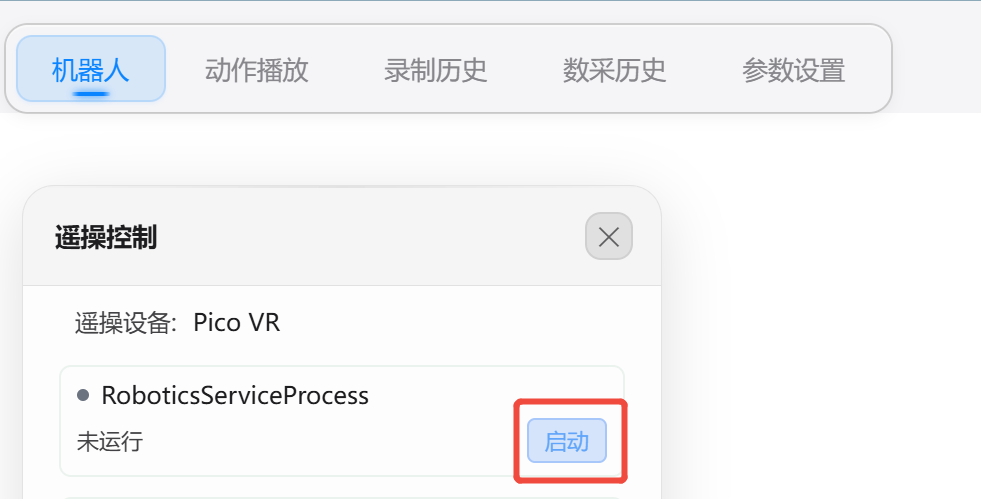 机器人 动作播放 录制历史 数采历史 参数设置
遥操控制
遥操设备: Pico VR
RoboticsServiceProcess
未运行 启动